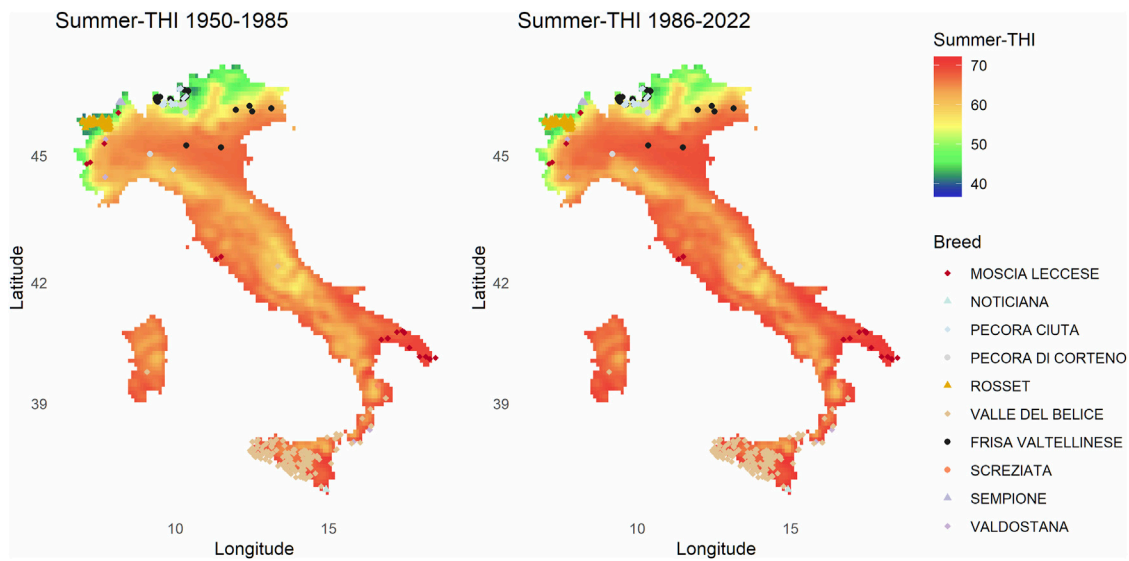 Summer-THI 1950-1985
Summer-THI 1986-2022
Summer-THI
70
60
50
40
Latitude
45
42
39
10
15
Longitude
Latitude
45
42
39
10
15
Longitude
Breed
MOSCIA LECCESE
NOTICIANA
PECORA CIUTA
PECORA DI CORTENO
ROSSET
VALLE DEL BELICE
FRISA VALTELLINESE
SCREZIATA
SEMPIONE
VALDOSTANA